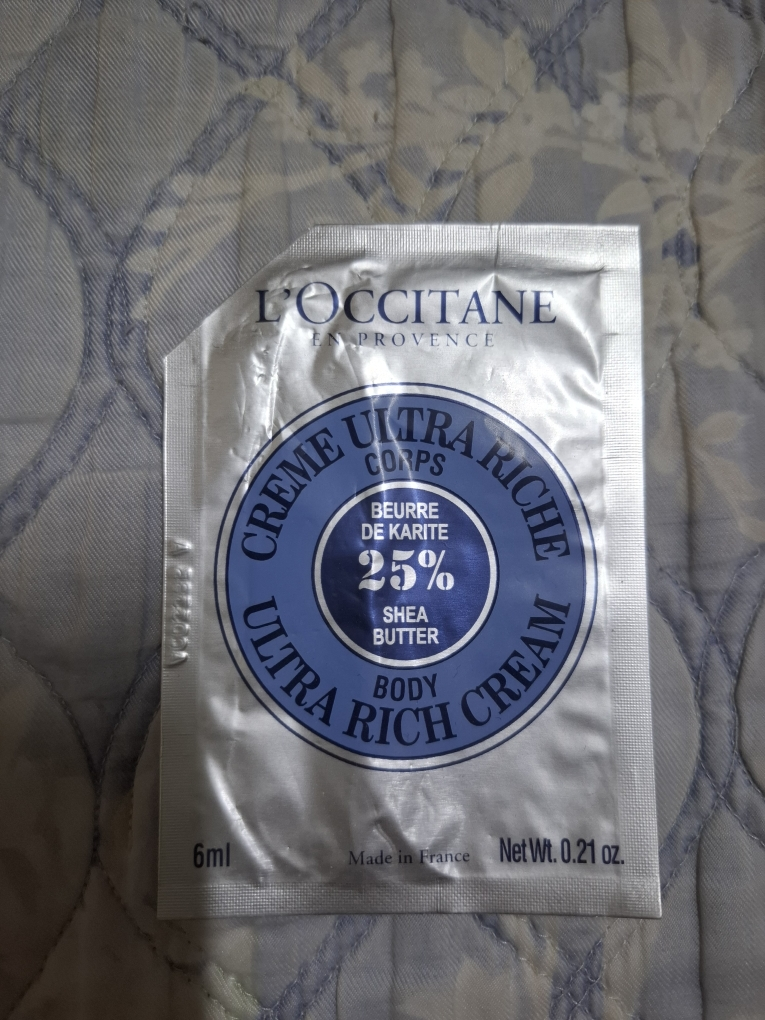 L'OCCITANE
EN PROVENCE
CREME ULTRA RICHE
CORPS
BEURRE
DE KARITE
25%
SHEA
BUTTER
BODY
ULTRA RICH CREAM
6ml
Made in France
Net Wt. 0.21 oz.